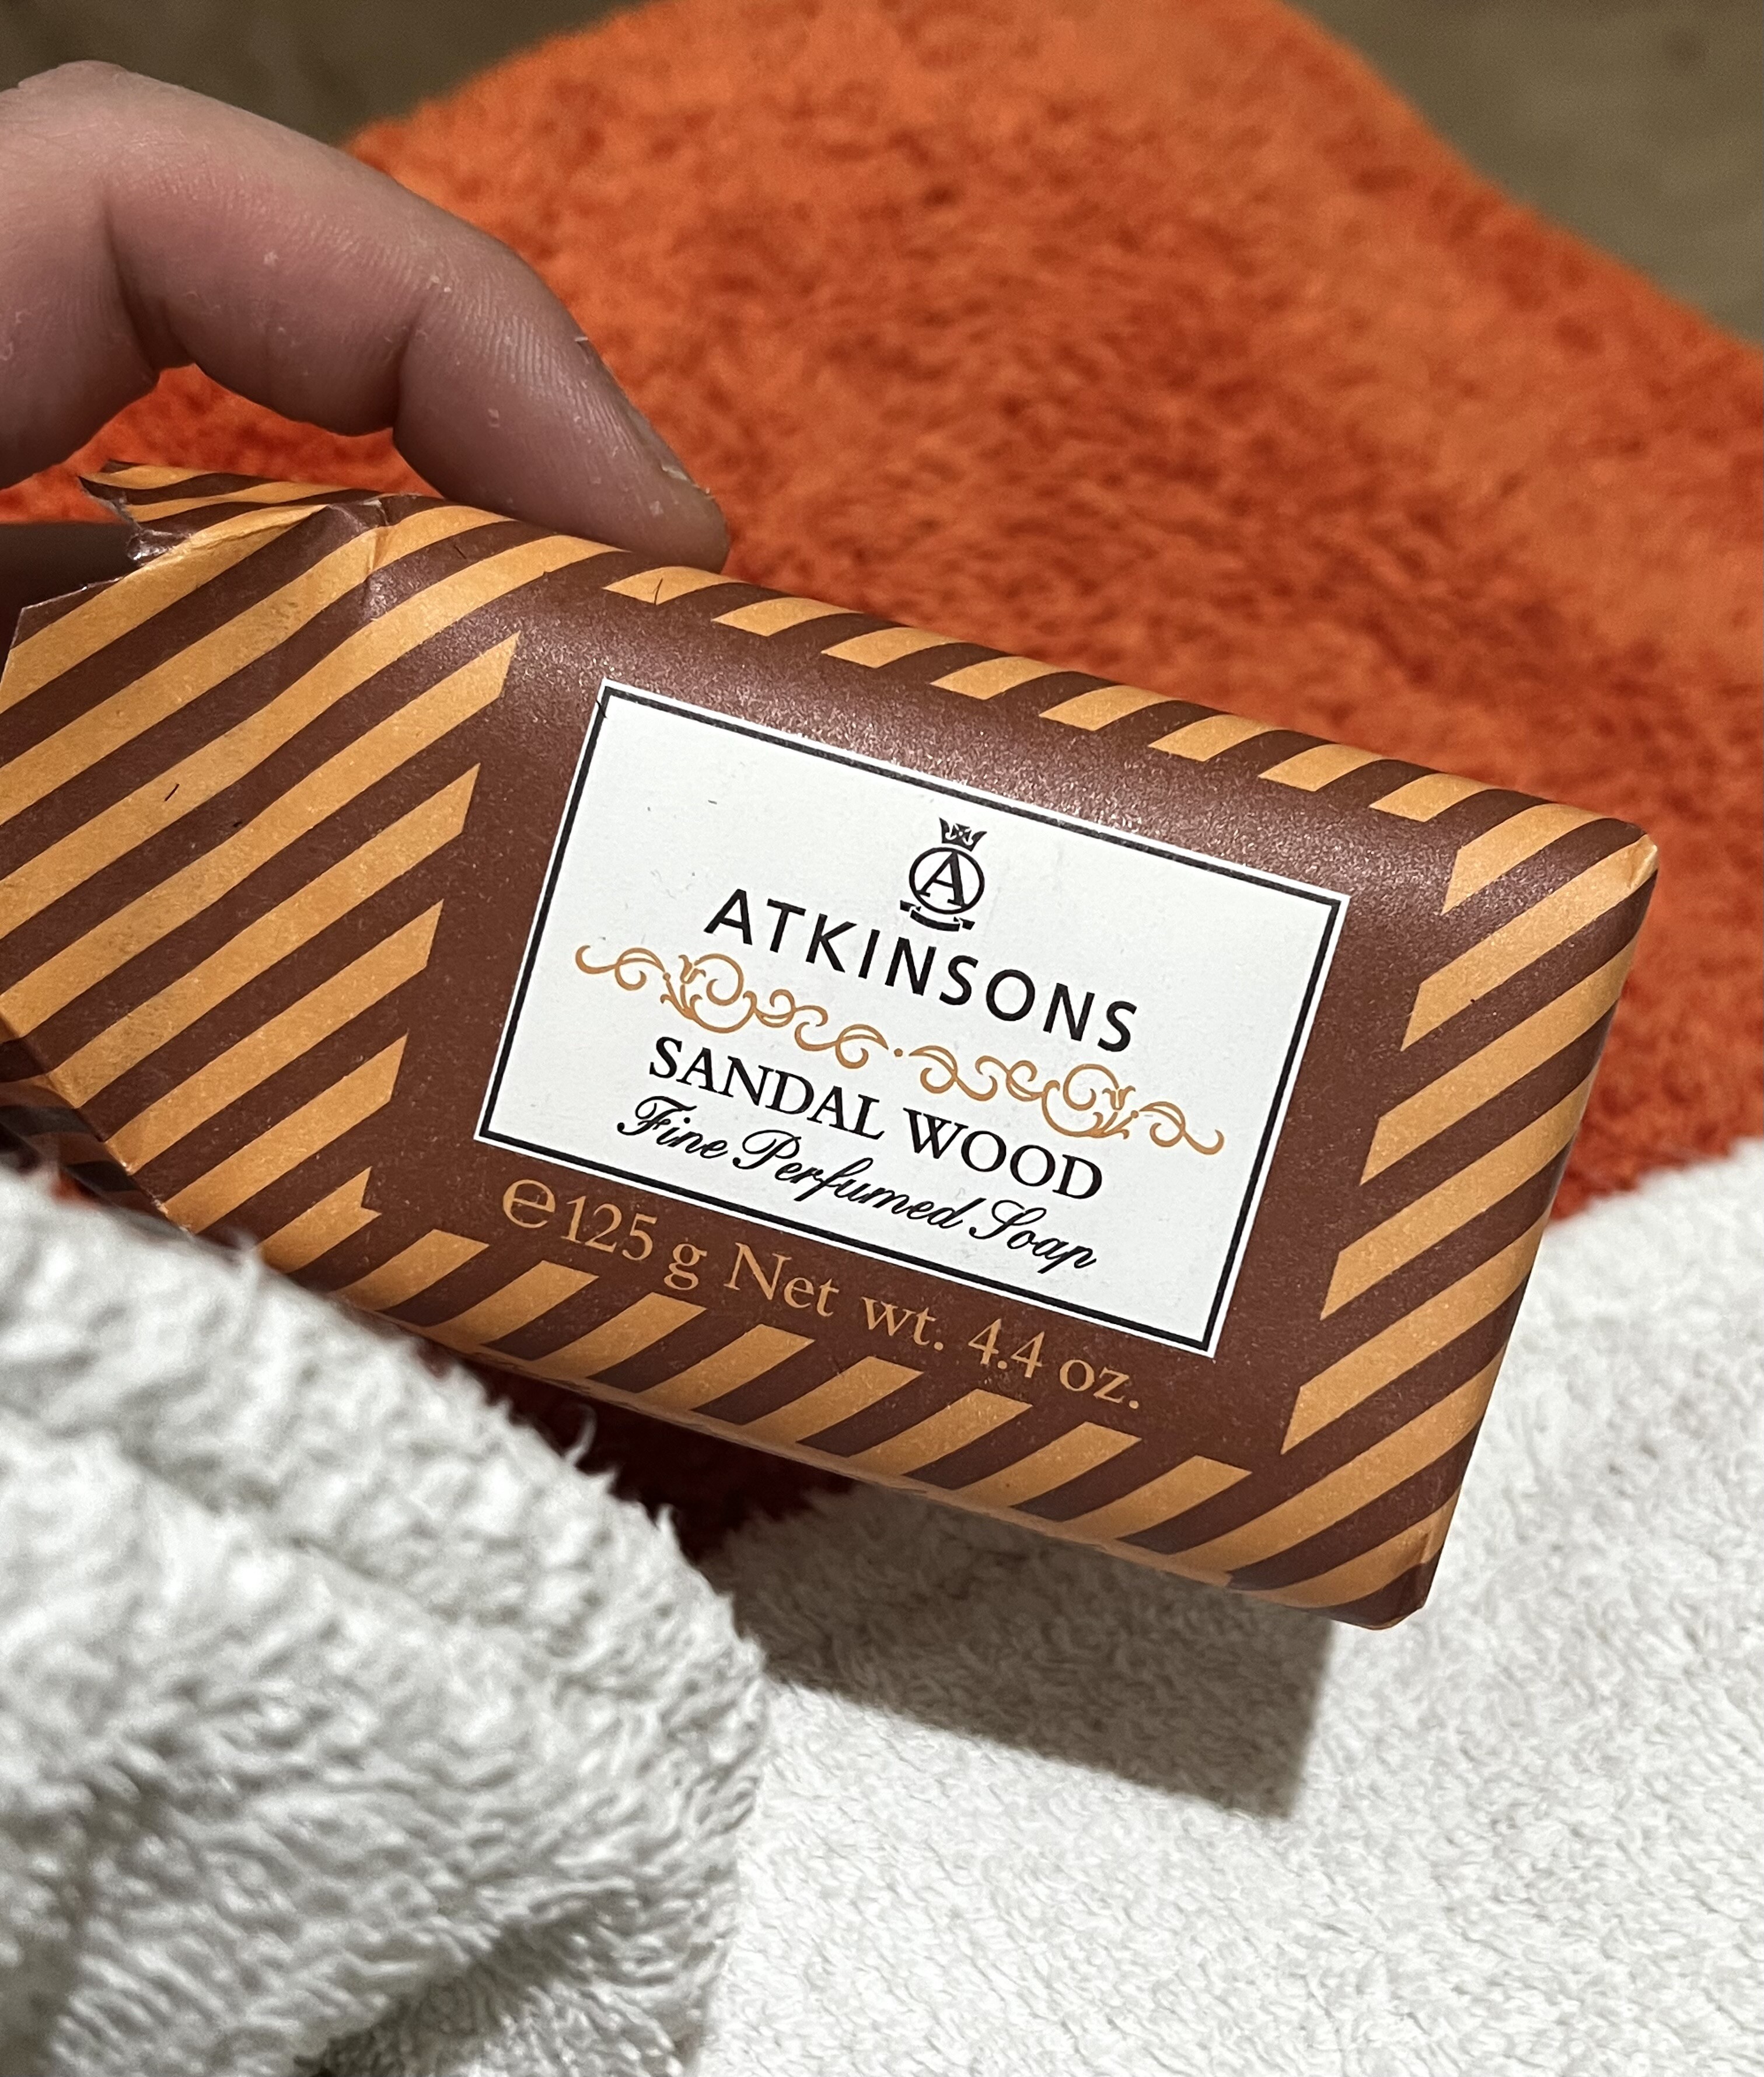 A
ATKINSONS
SANDAL WOOD
Fine Perfumed Soap
℮125 g Net wt. 4.4 oz.